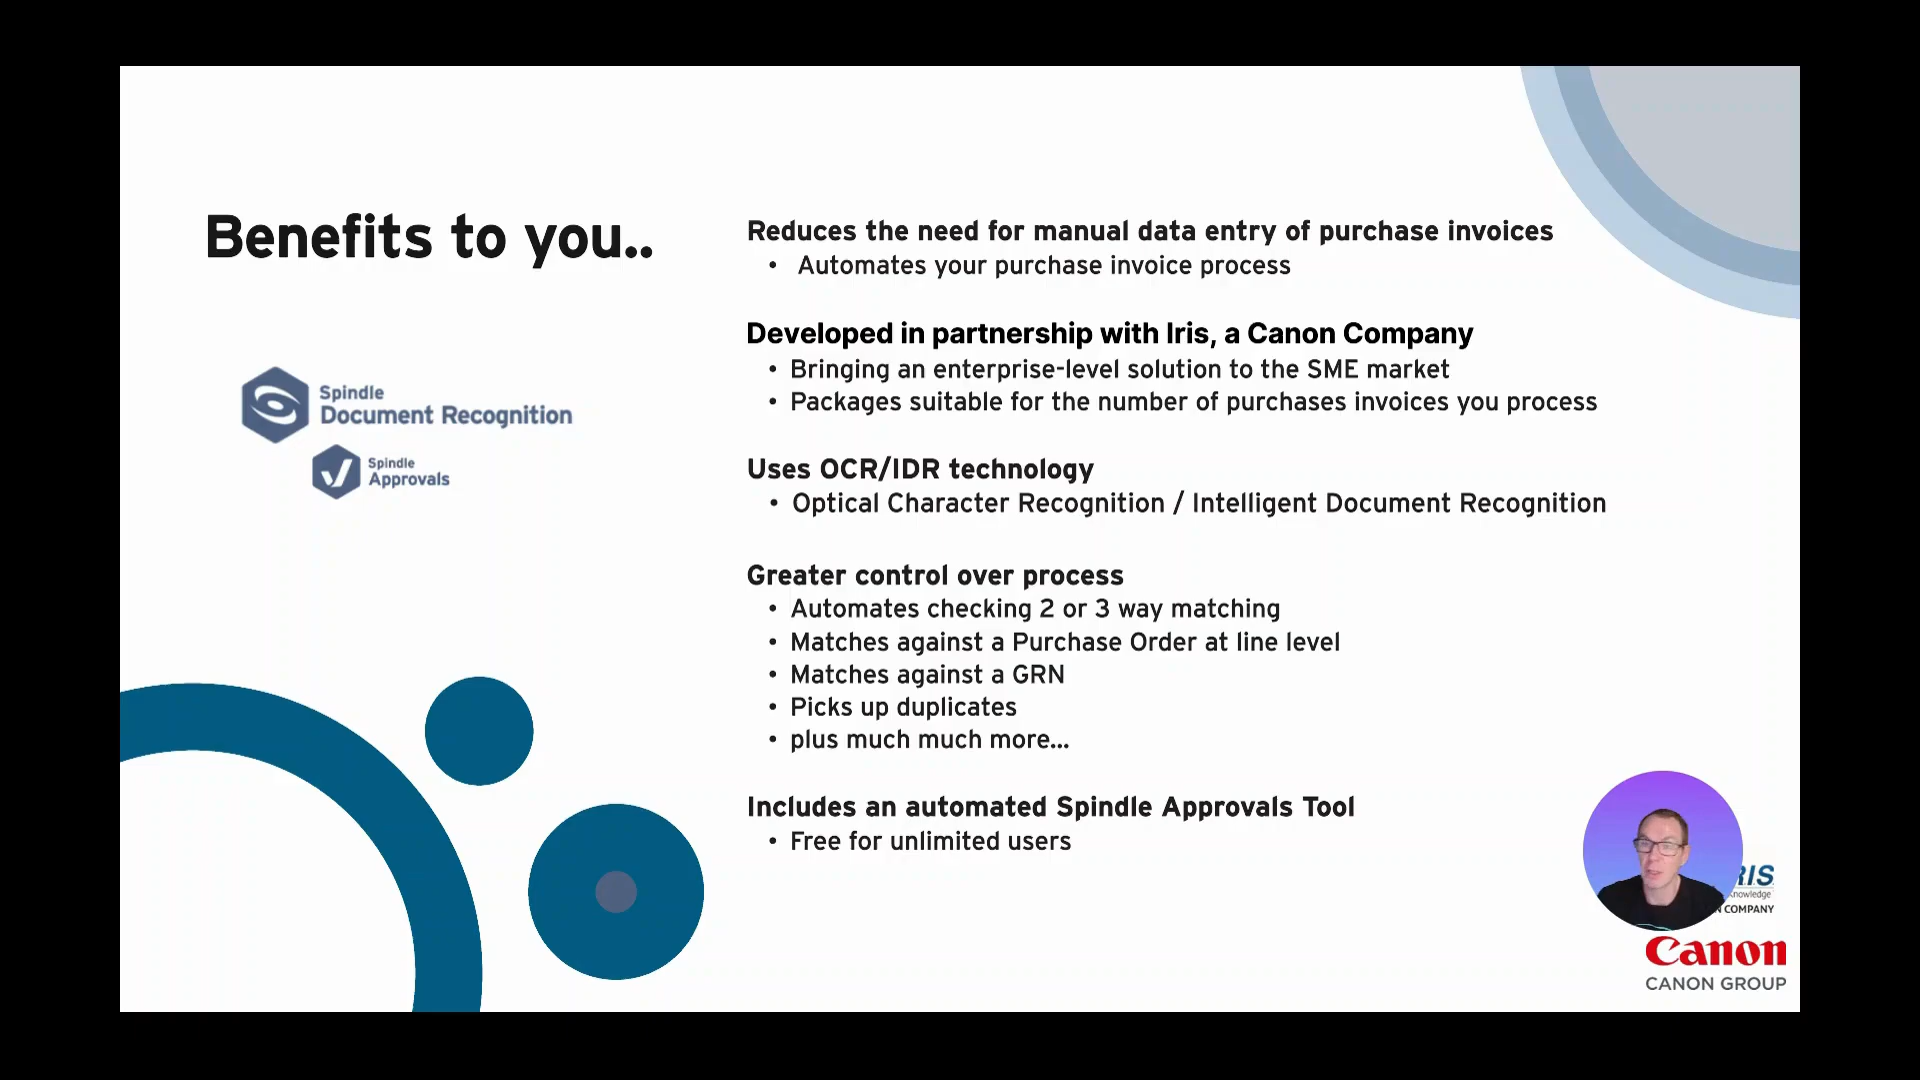 Benefits to you..
Spindle
Document Recognition
Spindle
Approvals
Reduces the need for manual data entry of purchase invoices
• Automates your purchase invoice process
Developed in partnership with Iris, a Canon Company
• Bringing an enterprise-level solution to the SME market
• Packages suitable for the number of purchases invoices you process
Uses OCR/IDR technology
• Optical Character Recognition / Intelligent Document Recognition
Greater control over process
• Automates checking 2 or 3 way matching
• Matches against a Purchase Order at line level
• Matches against a GRN
• Picks up duplicates
• plus much much more...
Includes an automated Spindle Approvals Tool
• Free for unlimited users
COMPANY
Canon
CANON GROUP